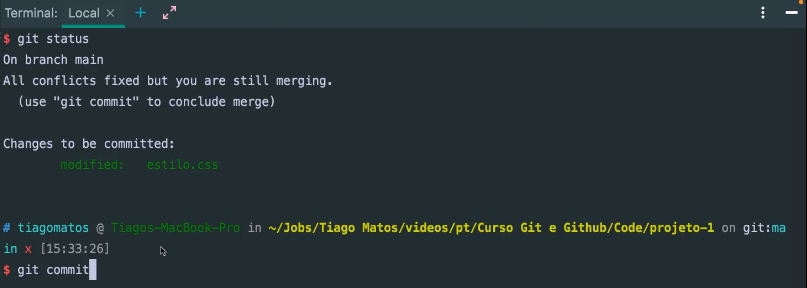 Terminal: Local × +
$ git status
On branch main
All conflicts fixed but you are still merging.
(use "git commit" to conclude merge)
Changes to be committed:
modified: estilo.css
# tiagomatos @ Tiagos-MacBook-Pro in ~/Jobs/Tiago Matos/videos/pt/Curso Git e Github/Code/projeto-1 on git:ma
in x [15:33:26]
$ git commit